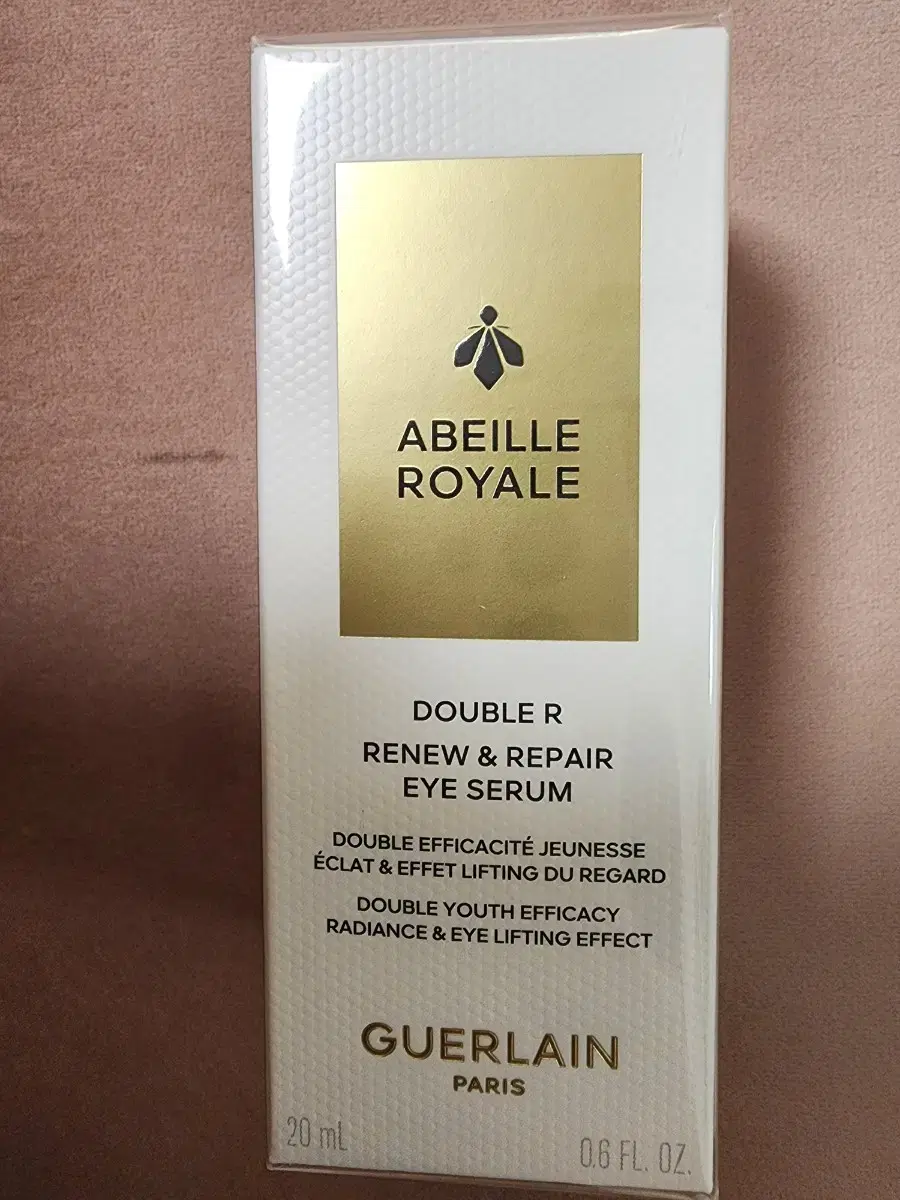 ABEILLE
ROYALE
DOUBLE R
RENEW & REPAIR
EYE SERUM
DOUBLE EFFICACITÉ JEUNESSE
ÉCLAT & EFFET LIFTING DU REGARD
DOUBLE YOUTH EFFICACY
RADIANCE & EYE LIFTING EFFECT
GUERLAIN
PARIS
20 mL 0.6 FL. OZ.